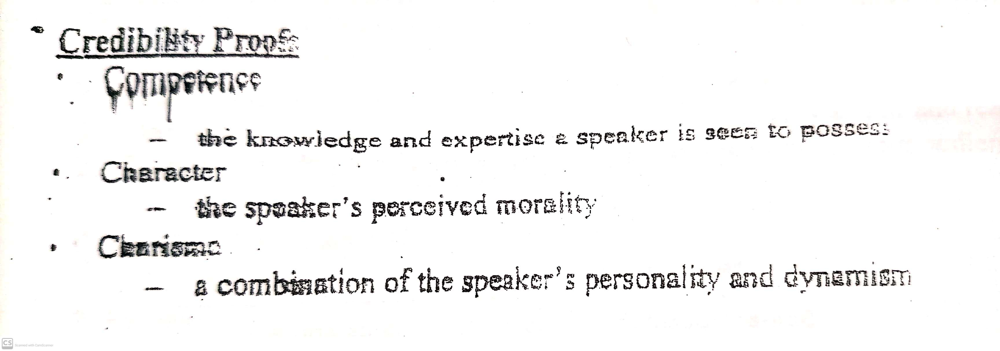 • Credibility Proofs
• Competence
– the knowledge and expertise a speaker is seen to possess
• Character
– the speaker's perceived morality
• Charisma
– a combination of the speaker's personality and dynamism
CS Scanned with CamScanner